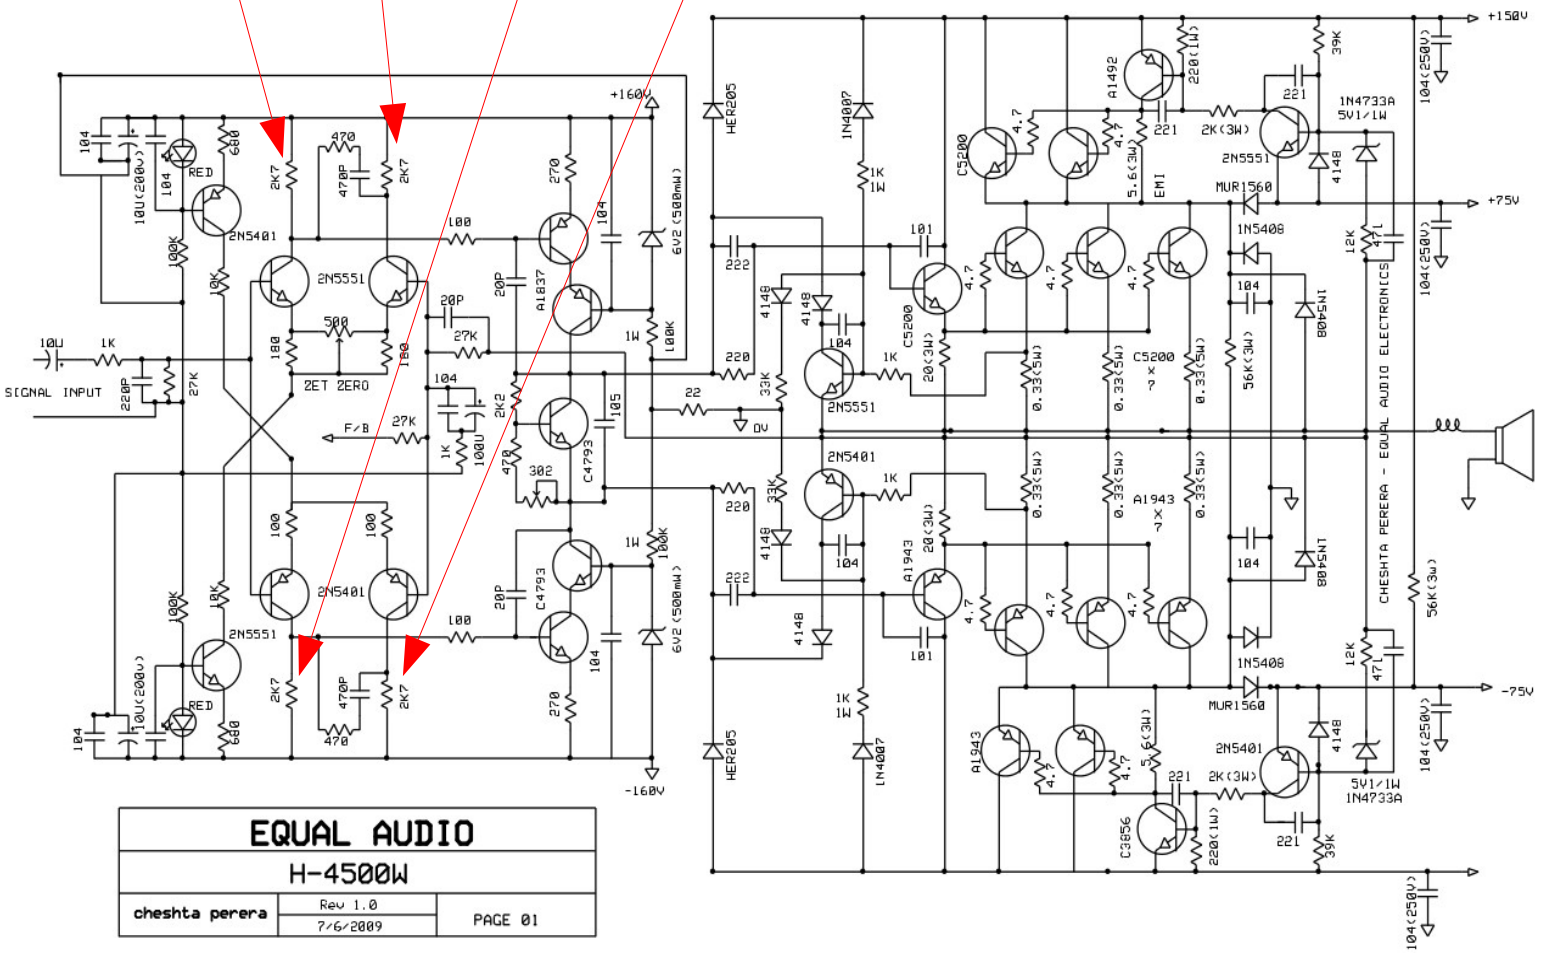 +150V
39K
104(250V)
220(1W)
A1492
221
221
2K(3W)
2N5551
1N4733A
5V1/1W
4148
4.7
4.7
5.6(3W)
EMI
C5200
HER205
1N4007
1K
1W
+160V
104
10U(200v)
104
RED
680
2N5401
2K7
470
470P
2K7
270
104
6V2(500mW)
MUR1560
+75V
1N5408
12K
47L
104(250V)
100
A1837
20P
222
101
4.7
4.7
4.7
100K
10K
2N5551
500
180
180
2ET 2ERO
20P
27K
1W
100K
4148
4148
104
C5200
104
1N5408
10U
1K
220P
27K
SIGNAL INPUT
220
33K
1K
2N5551
20(3W)
0.33(5W)
0.33(5W)
C5200
X
7
0.33(5W)
56K(3W)
2K2
105
22
0V
104
1K
100U
F/B
27K
470
C4793
302
2N5401
33K
1K
220
0.33(5W)
0.33(5W)
A1943
X
7
0.33(5W)
20(3W)
CHESHTA PERERA - EQUAL AUDIO ELECTRONICS
100
100
2N5401
1W
100K
4148
104
A1943
104
1N5408
56K(3w)
100K
10K
2N5551
20P
C4793
222
4.7
4.7
4.7
100
104
6V2(500mW)
4148
101
1N5408
12K
47L
10U(200v)
104
RED
680
2K7
470P
470
2K7
270
-160V
HER205
1K
1W
1N4007
MUR1560
-75V
104(250V)
A1943
4.7
4.7
5.6(3W)
221
2K(3W)
2N5401
4148
5V1/1W
1N4733A
C3856
220(1W)
221
39K
104(250V)
EQUAL AUDIO
H-4500W
cheshta perera
Rev 1.0
7/6/2009
PAGE 01